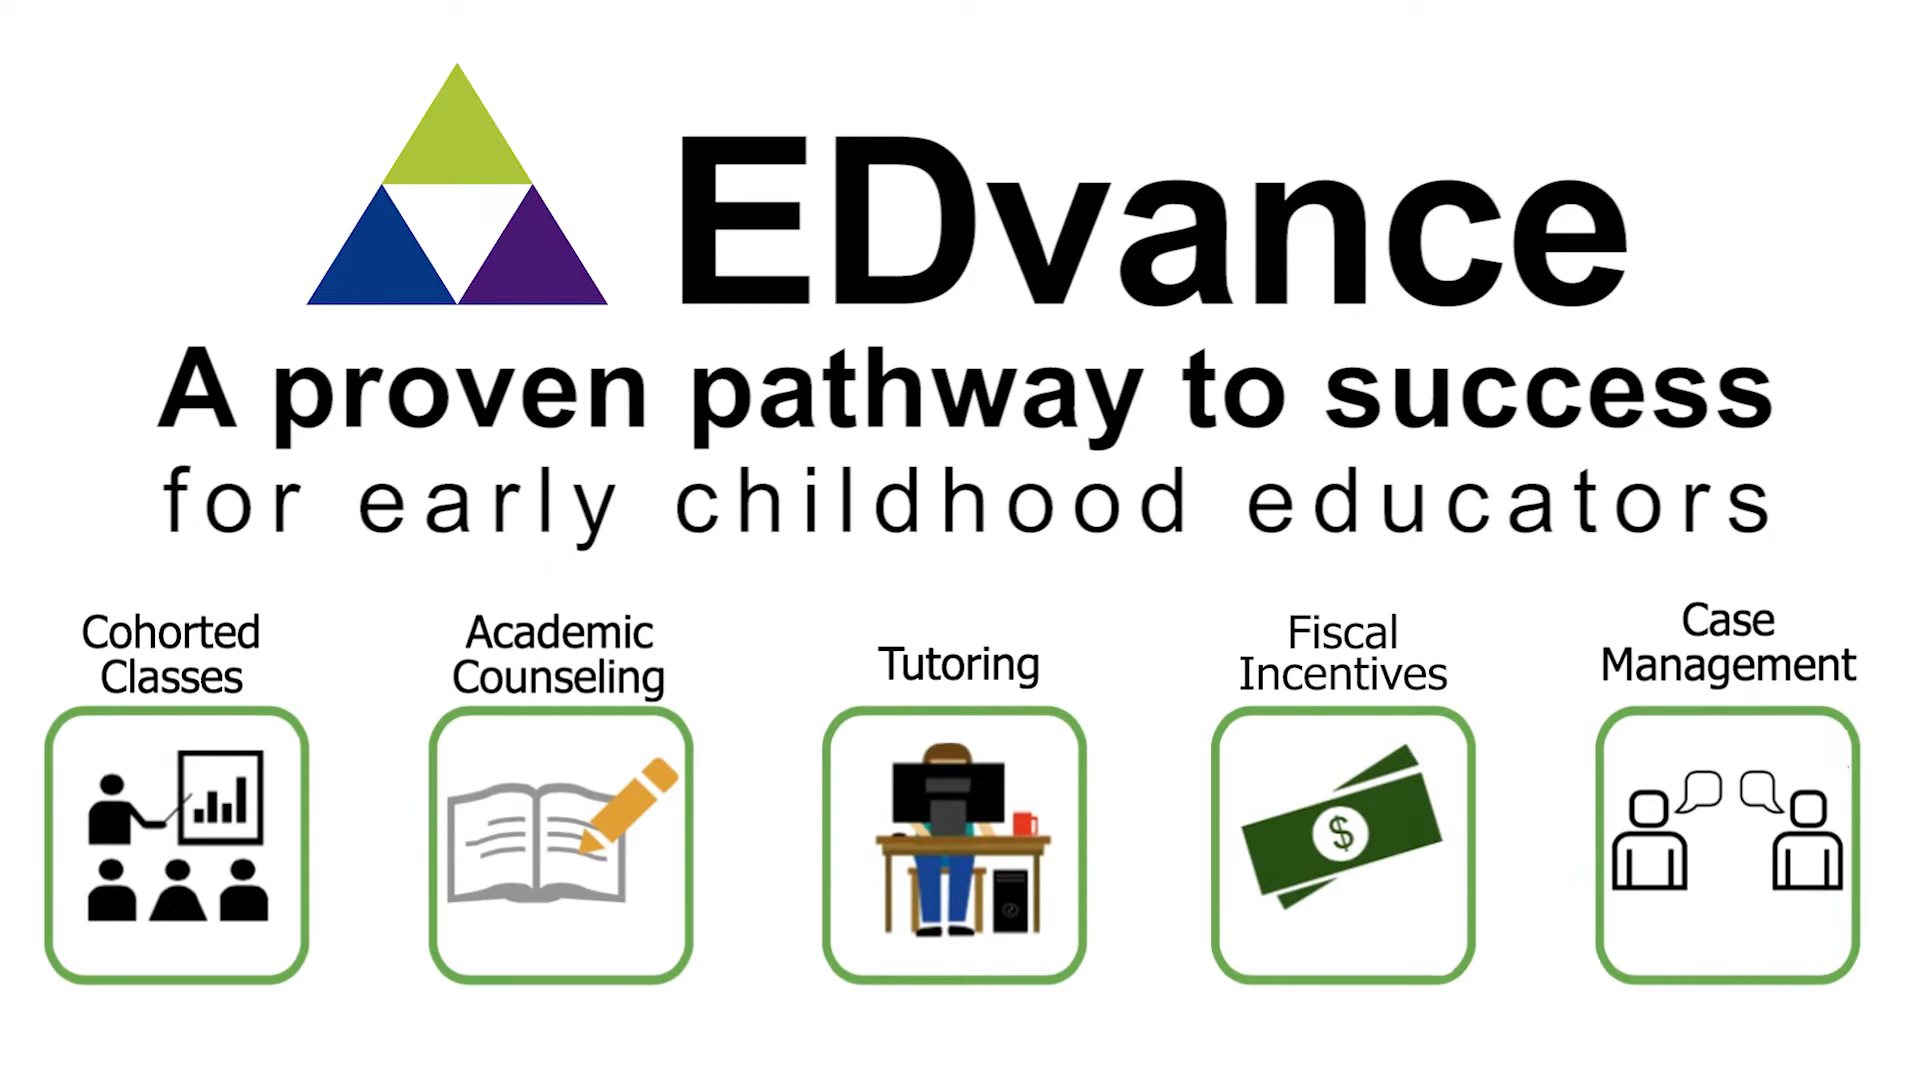 EDvance
A proven pathway to success
for early childhood educators
Cohorted
Classes
Academic
Counseling
Tutoring
Fiscal
Incentives
$
Case
Management